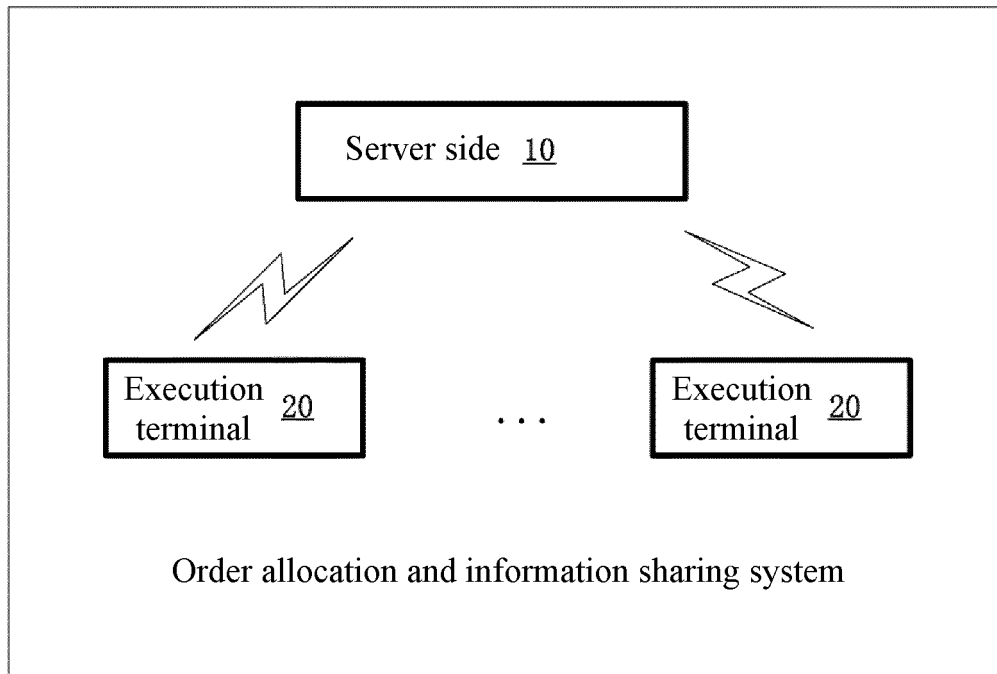 Server side 10
Execution
terminal 20
...
Execution
terminal 20
Order allocation and information sharing system